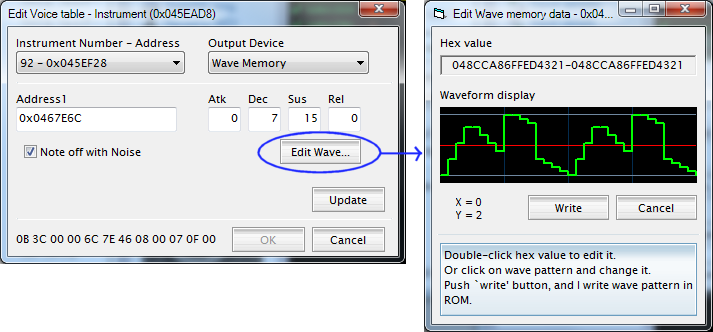 Edit Voice table - Instrument (0x045EAD8)
Instrument Number - Address
Output Device
92 - 0x045EF28
Wave Memory
Address1
Atk
Dec
Sus
Rel
0x0467E6C
0
7
15
0
Note off with Noise
Edit Wave...
Update
0B 3C 00 00 6C 7E 46 08 00 07 0F 00
OK
Cancel
Edit Wave memory data - 0x04...
Hex value
048CCA86FFED4321-048CCA86FFED4321
Waveform display
X = 0
Y = 2
Write
Cancel
Double-click hex value to edit it.
Or click on wave pattern and change it.
Push `write' button, and I write wave pattern in
ROM.